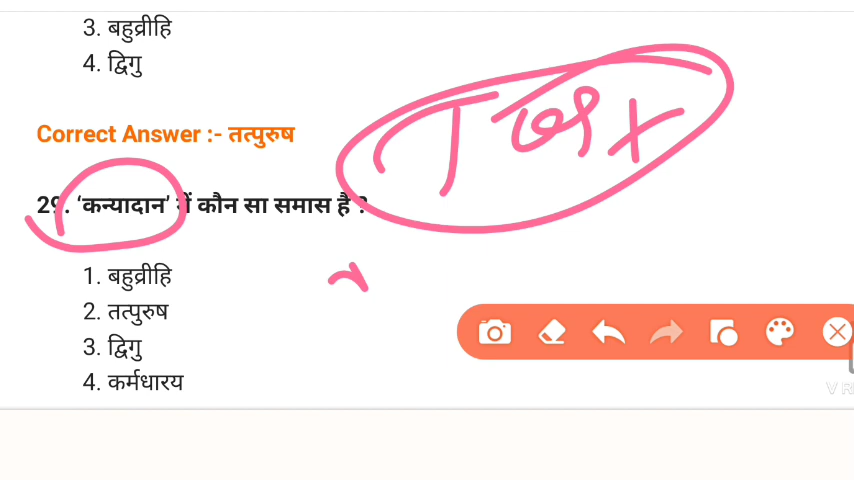 3. बहुव्रीहि
4. द्विगु
Correct Answer :- तत्पुरुष
29. ‘कन्यादान’ में कौन सा समास है ?
1. बहुव्रीहि
2. तत्पुरुष
3. द्विगु
4. कर्मधारय
V R